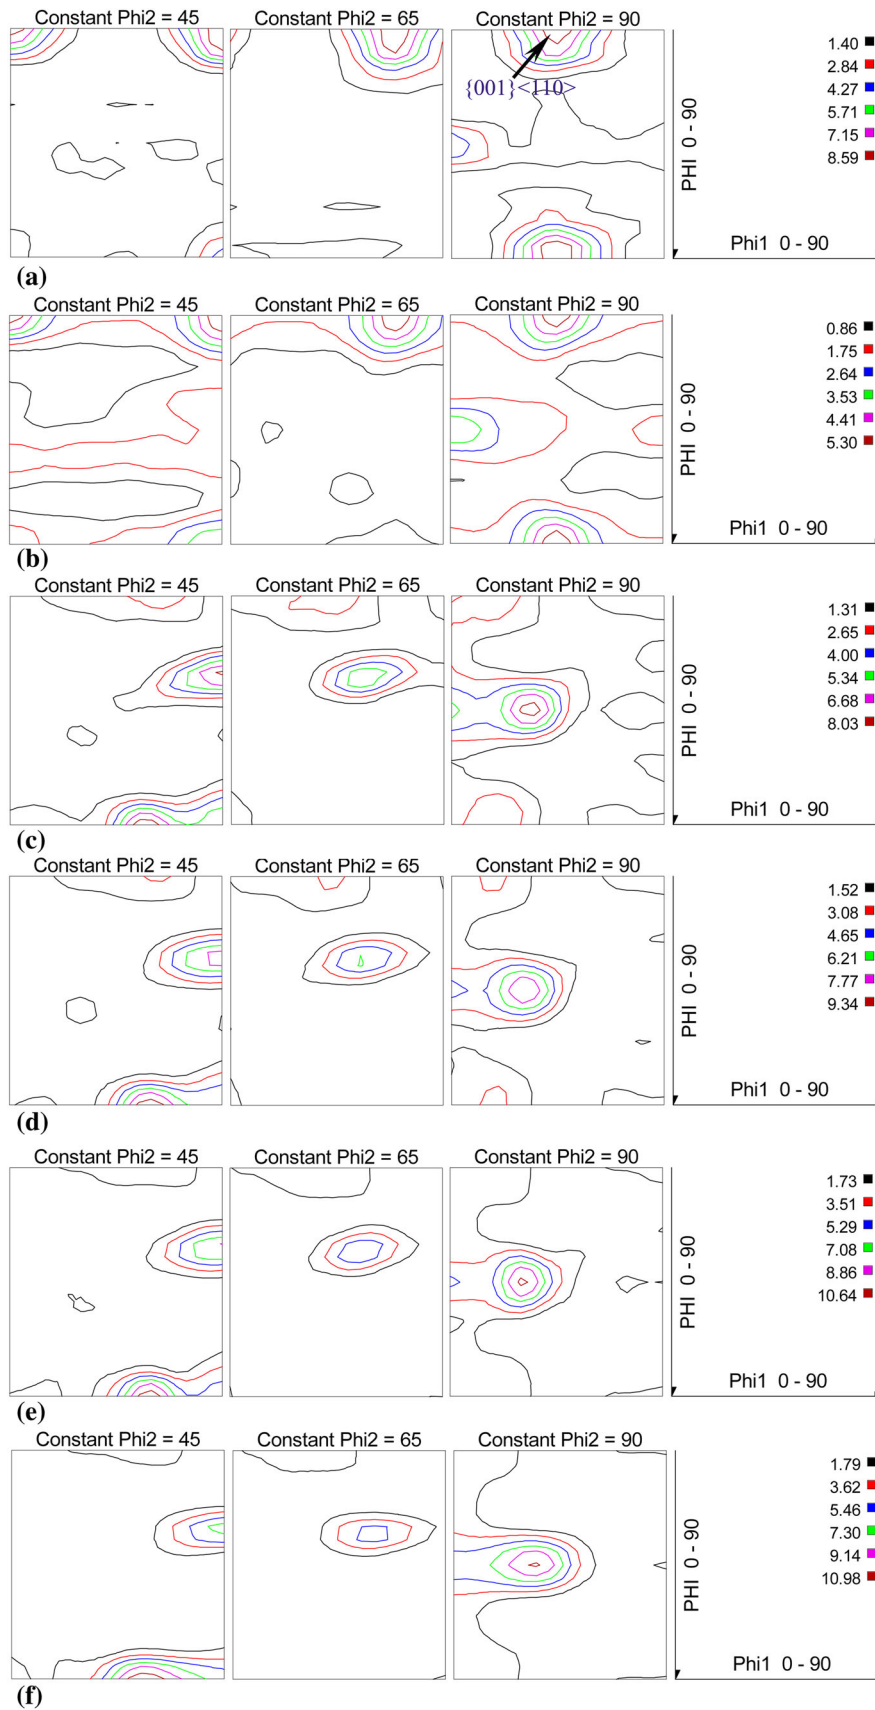 Constant Phi2 = 45 Constant Phi2 = 65 Constant Phi2 = 90
{001}<110>
PHI 0 - 90
1.40
2.84
4.27
5.71
7.15
8.59
Phi1 0 - 90
(a)
Constant Phi2 = 45 Constant Phi2 = 65 Constant Phi2 = 90
PHI 0 - 90
0.86
1.75
2.64
3.53
4.41
5.30
Phi1 0 - 90
(b)
Constant Phi2 = 45 Constant Phi2 = 65 Constant Phi2 = 90
PHI 0 - 90
1.31
2.65
4.00
5.34
6.68
8.03
Phi1 0 - 90
(c)
Constant Phi2 = 45 Constant Phi2 = 65 Constant Phi2 = 90
PHI 0 - 90
1.52
3.08
4.65
6.21
7.77
9.34
Phi1 0 - 90
(d)
Constant Phi2 = 45 Constant Phi2 = 65 Constant Phi2 = 90
PHI 0 - 90
1.73
3.51
5.29
7.08
8.86
10.64
Phi1 0 - 90
(e)
Constant Phi2 = 45 Constant Phi2 = 65 Constant Phi2 = 90
PHI 0 - 90
1.79
3.62
5.46
7.30
9.14
10.98
Phi1 0 - 90
(f)